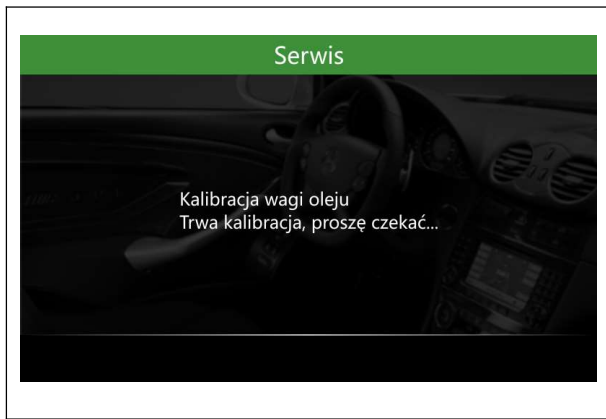 Serwis
Kalibracja wagi oleju
Trwa kalibracja, proszę czekać...